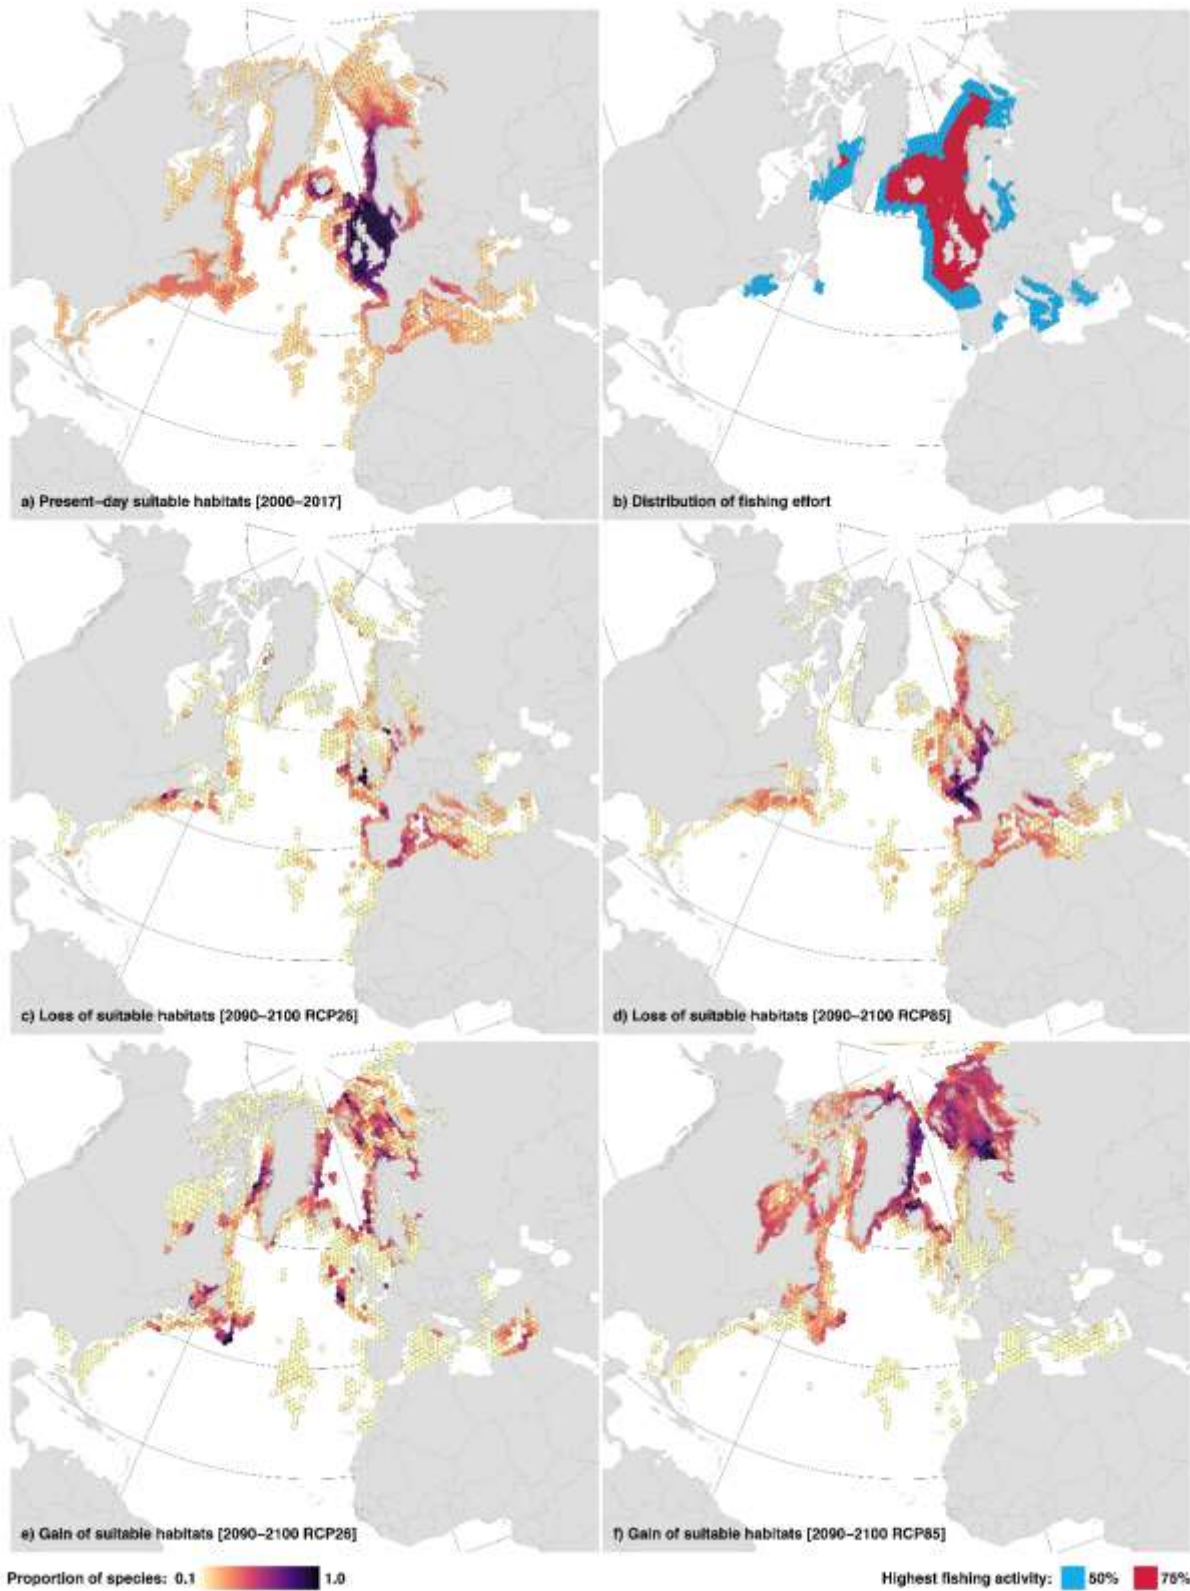 a) Present–day suitable habitats [2000–2017]
b) Distribution of fishing effort
c) Loss of suitable habitats [2090–2100 RCP26]
d) Loss of suitable habitats [2090–2100 RCP85]
e) Gain of suitable habitats [2090–2100 RCP26]
f) Gain of suitable habitats [2090–2100 RCP85]
Proportion of species: 0.1 1.0
Highest fishing activity: 50% 75%